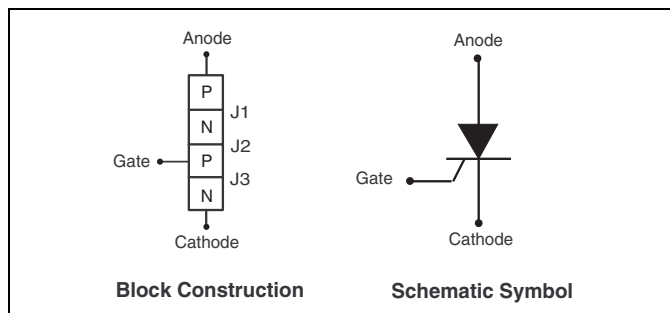 Anode
P
J1
N
J2
Gate
P
J3
N
Cathode
Block Construction
Anode
Gate
Cathode
Schematic Symbol